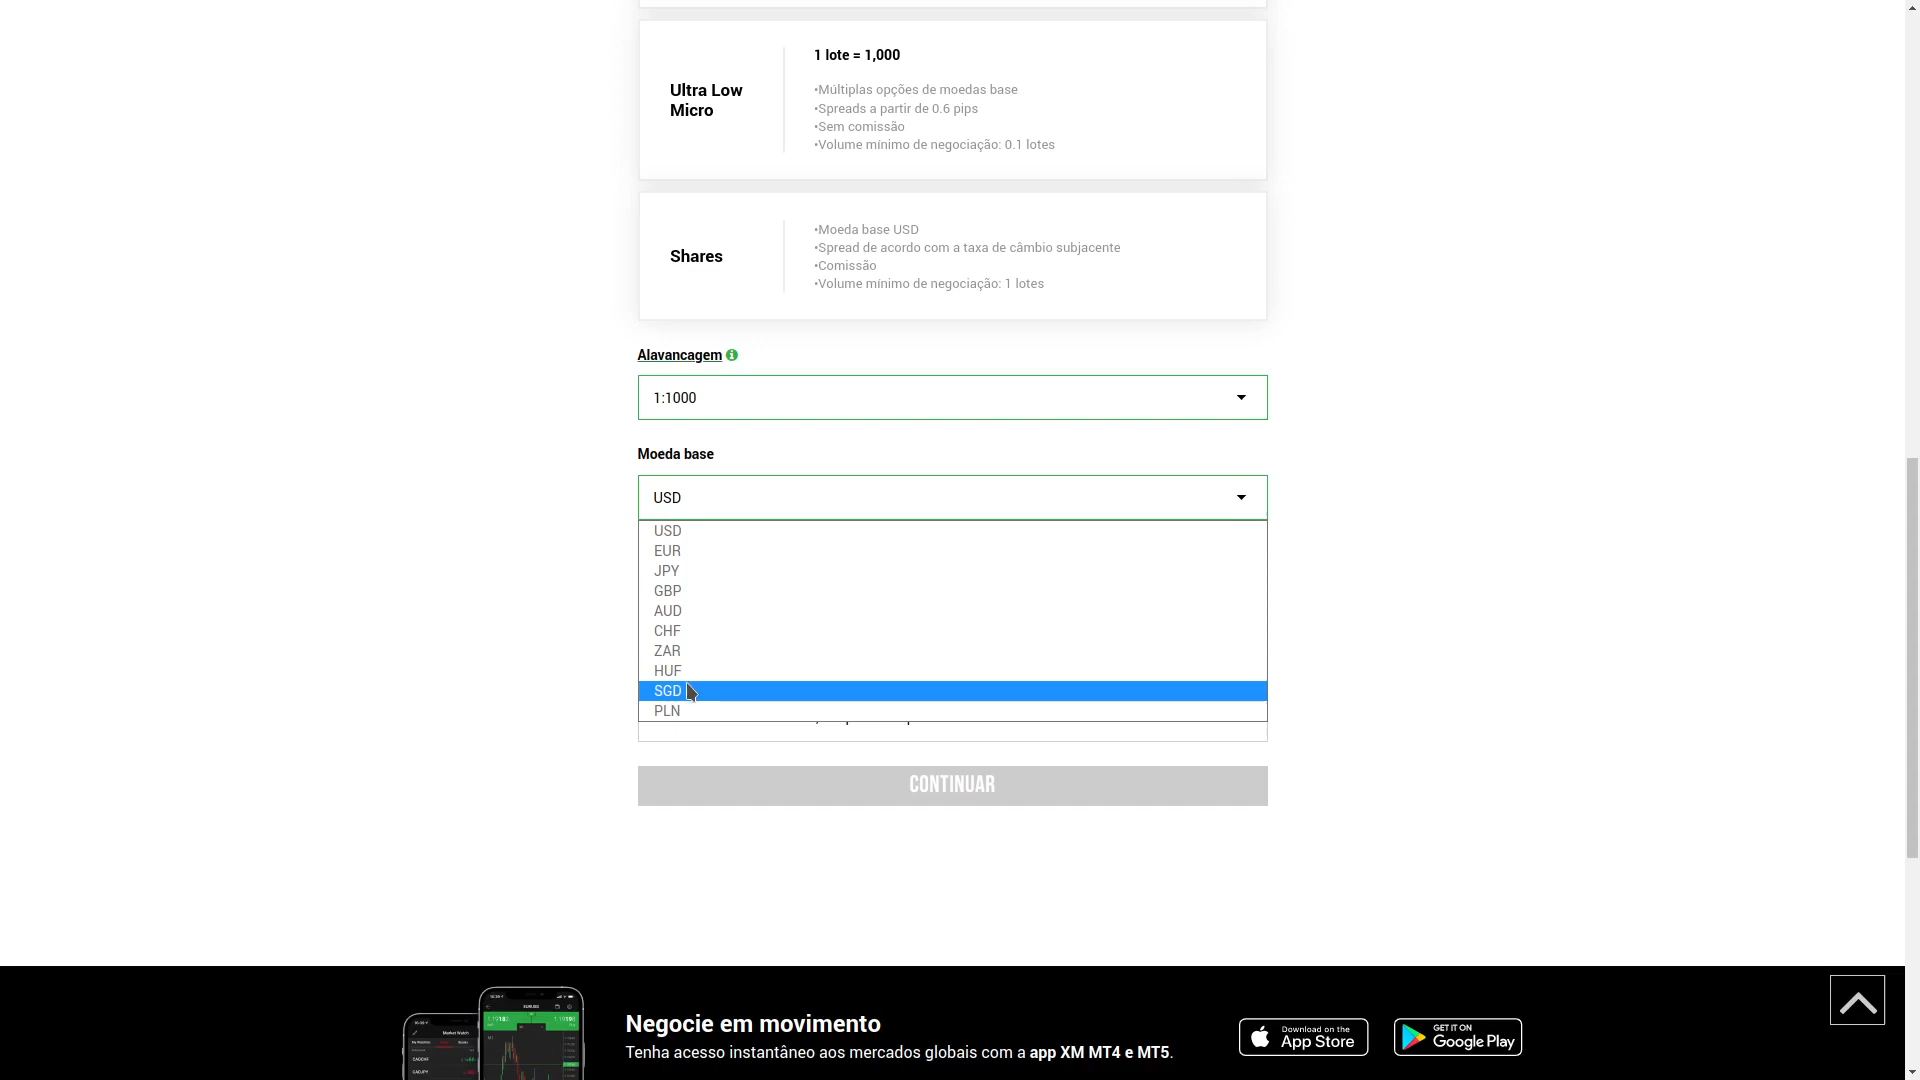 1 lote = 1,000
Ultra Low
Micro
•Múltiplas opções de moedas base
•Spreads a partir de 0.6 pips
•Sem comissão
•Volume mínimo de negociação: 0.1 lotes
Shares
•Moeda base USD
•Spread de acordo com a taxa de câmbio subjacente
•Comissão
•Volume mínimo de negociação: 1 lotes
Alavancagem
1:1000
Moeda base
USD
USD
EUR
JPY
GBP
AUD
CHF
ZAR
HUF
SGD
PLN
CONTINUAR
Negocie em movimento
Tenha acesso instantâneo aos mercados globais com a app XM MT4 e MT5.
Download on the
App Store
GET IT ON
Google Play
Market Watch